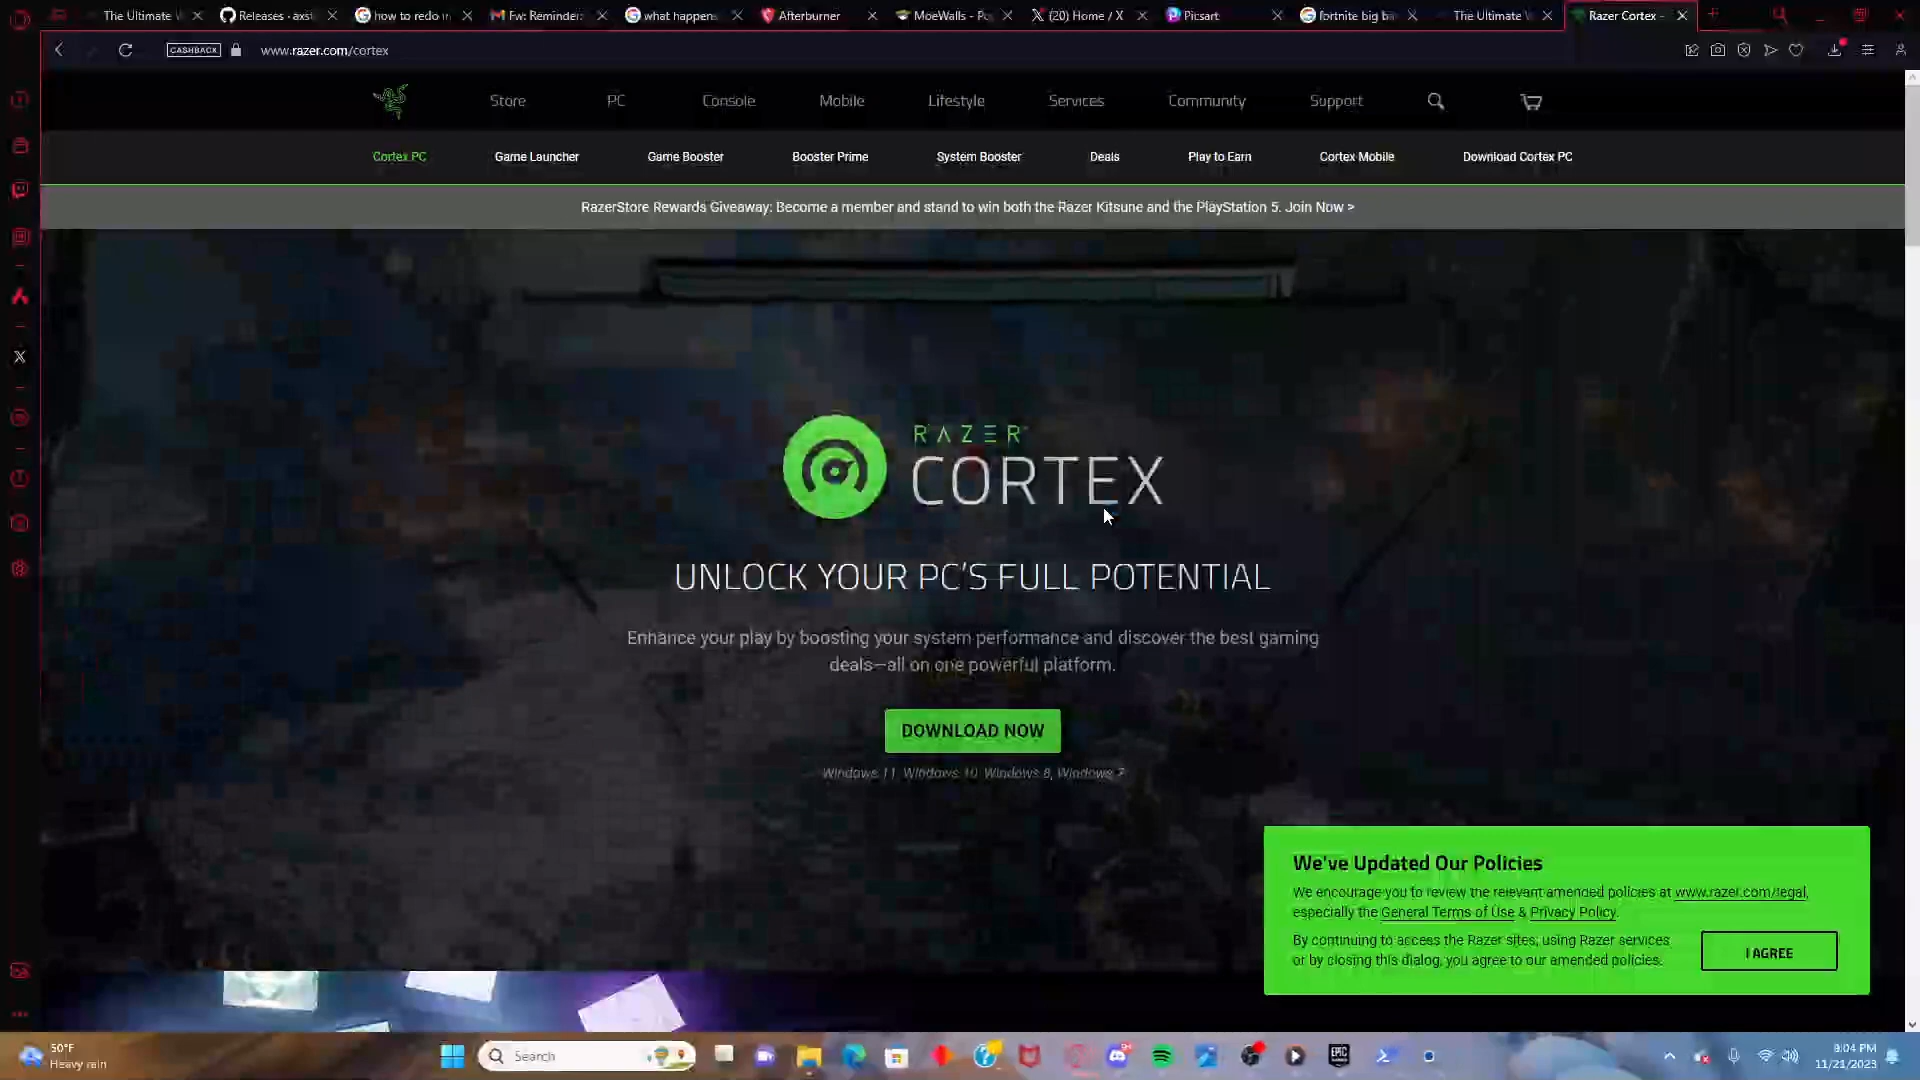 The Ultimate W
Releases · axst
how to redo in
Fw: Reminder:
what happens
Afterburner
MoeWalls - Po
(20) Home / X
Picsart
fortnite big ba
The Ultimate W
Razer Cortex -
CASHBACK
www.razer.com/cortex
Store
PC
Console
Mobile
Lifestyle
Services
Community
Support
Cortex PC
Game Launcher
Game Booster
Booster Prime
System Booster
Deals
Play to Earn
Cortex Mobile
Download Cortex PC
RazerStore Rewards Giveaway: Become a member and stand to win both the Razer Kitsune and the PlayStation 5. Join Now >
RAZER
CORTEX
UNLOCK YOUR PC'S FULL POTENTIAL
Enhance your play by boosting your system performance and discover the best gaming
deals—all on one powerful platform.
DOWNLOAD NOW
Windows 11, Windows 10, Windows 8, Windows 7
We've Updated Our Policies
We encourage you to review the relevant amended policies at www.razer.com/legal,
especially the General Terms of Use & Privacy Policy.
By continuing to access the Razer sites, using Razer services
or by closing this dialog, you agree to our amended policies.
I AGREE
50°F
Heavy rain
Search
EPIC
8:04 PM
11/21/2023